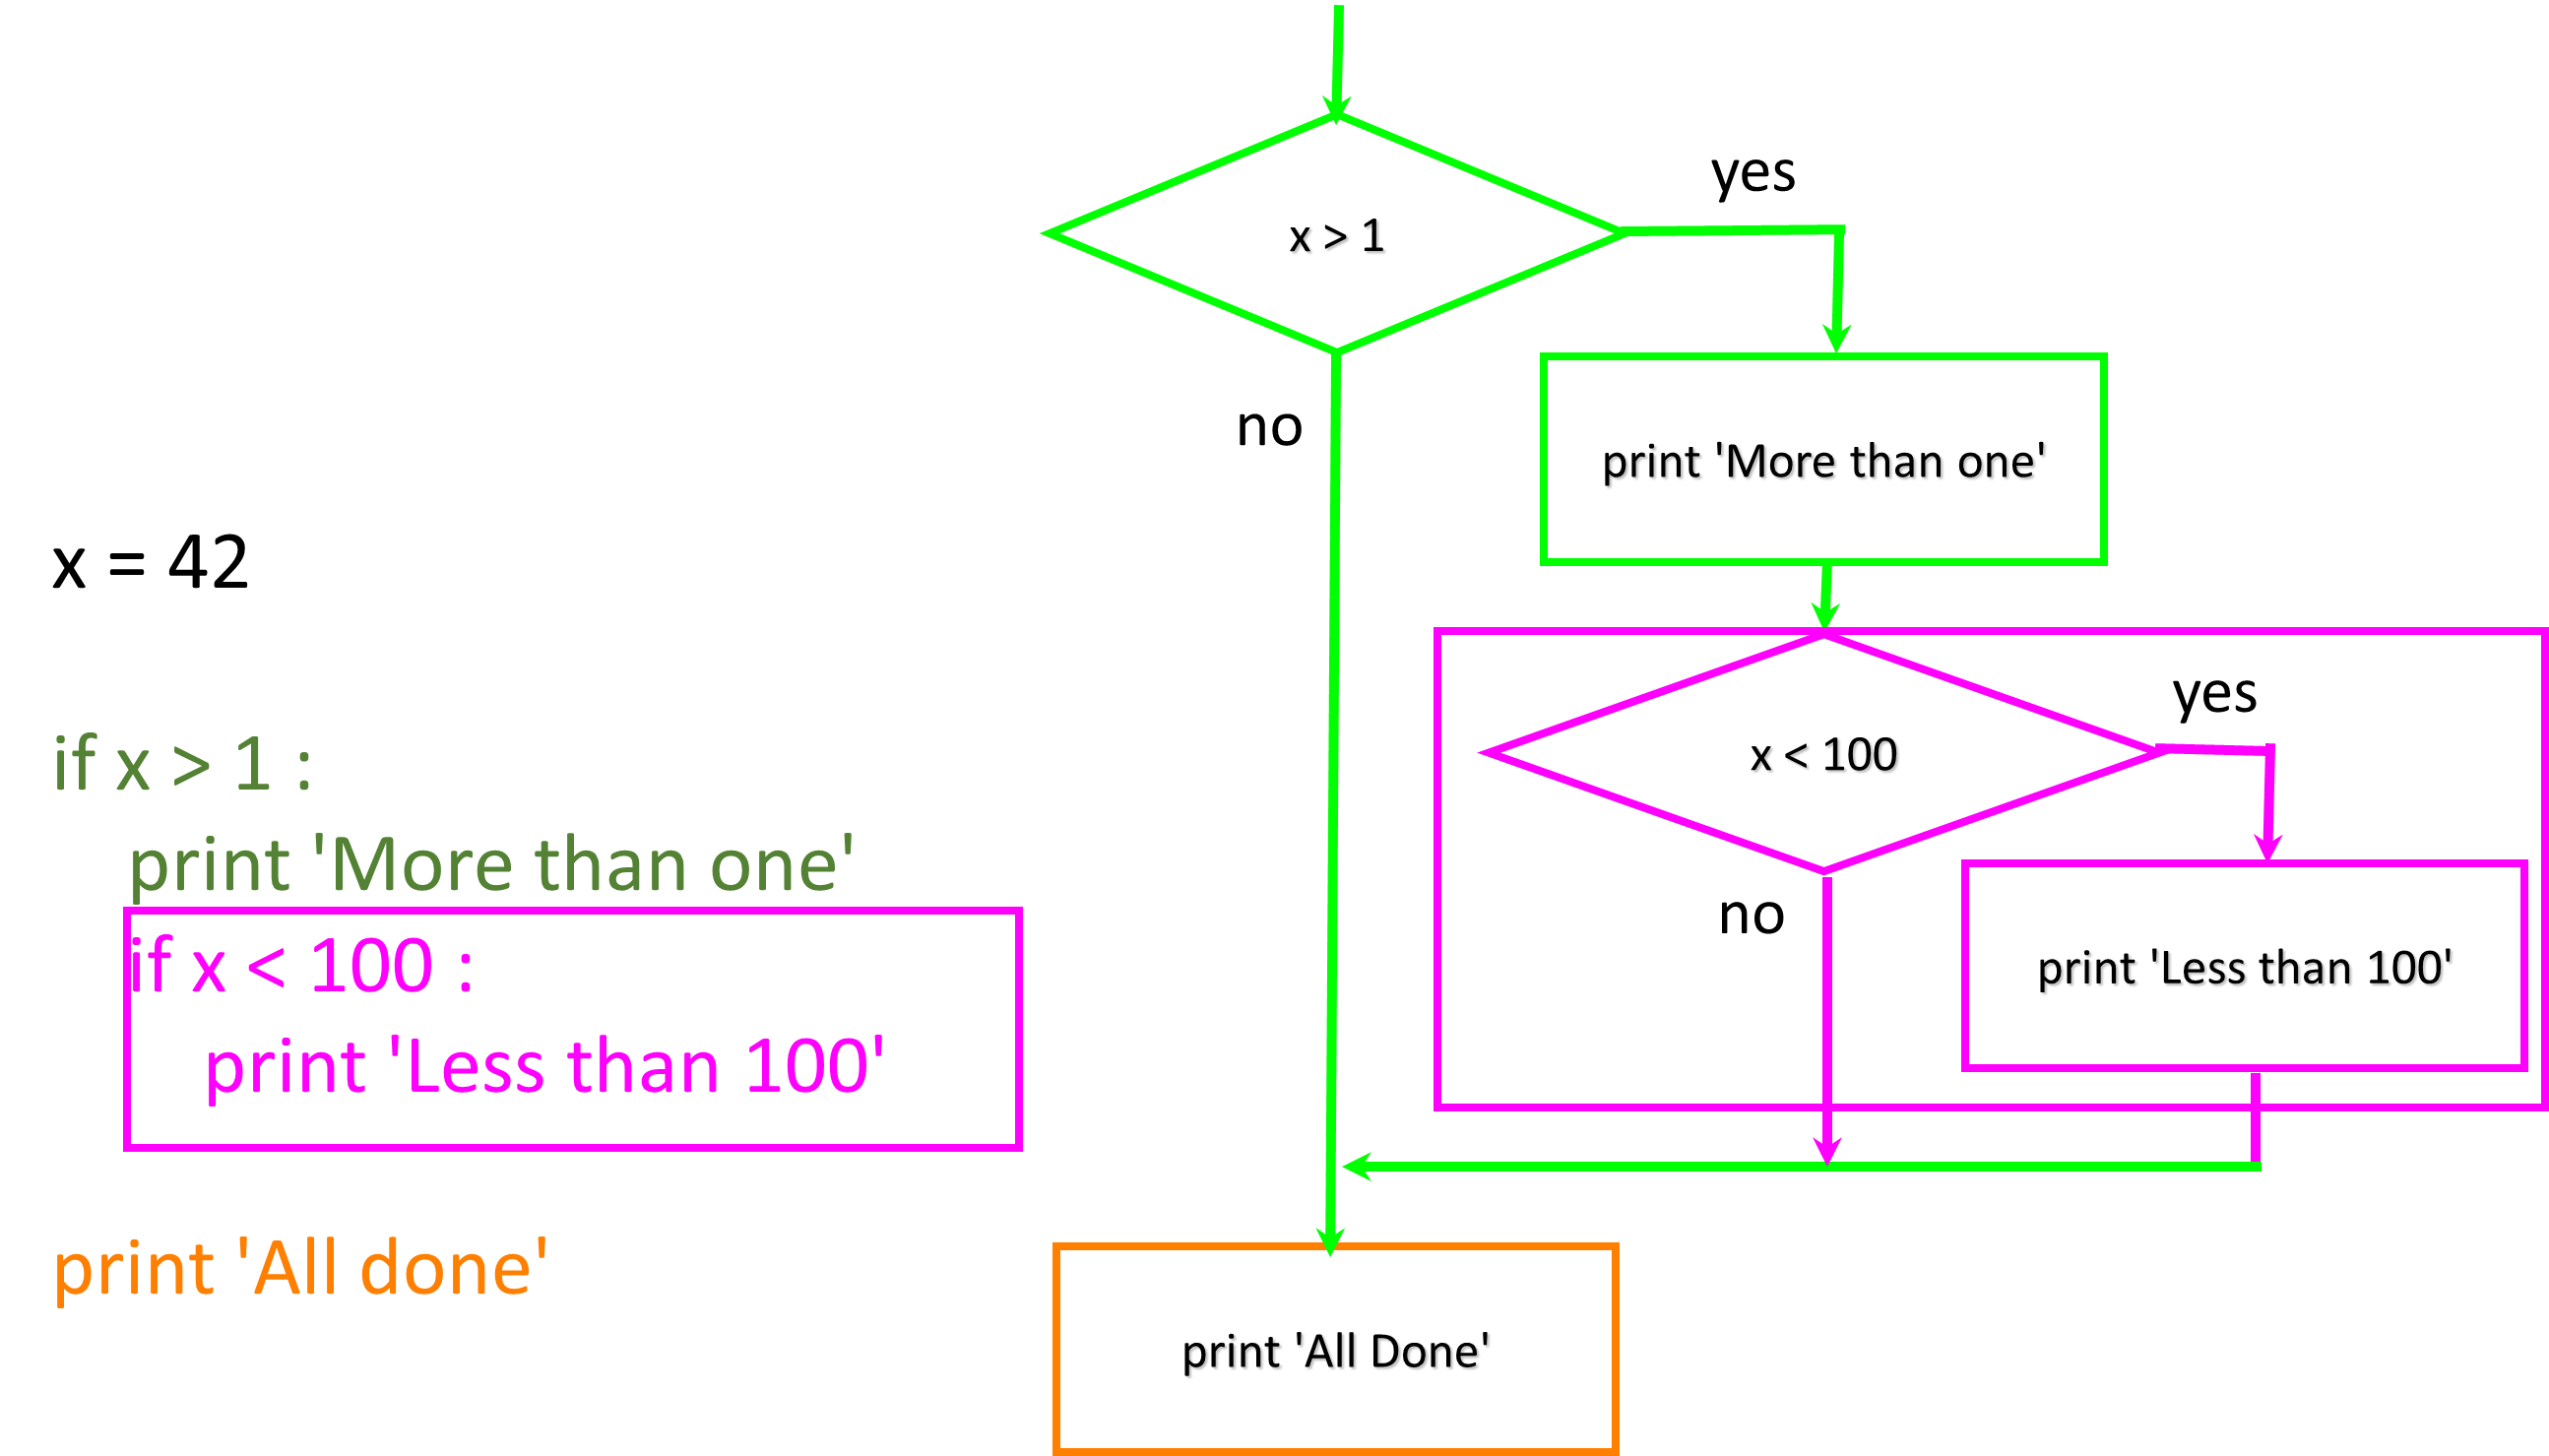 x = 42
if x > 1 :
print 'More than one'
if x < 100 :
print 'Less than 100'
print 'All done'
x > 1
yes
no
print 'More than one'
x < 100
yes
no
print 'Less than 100'
print 'All Done'